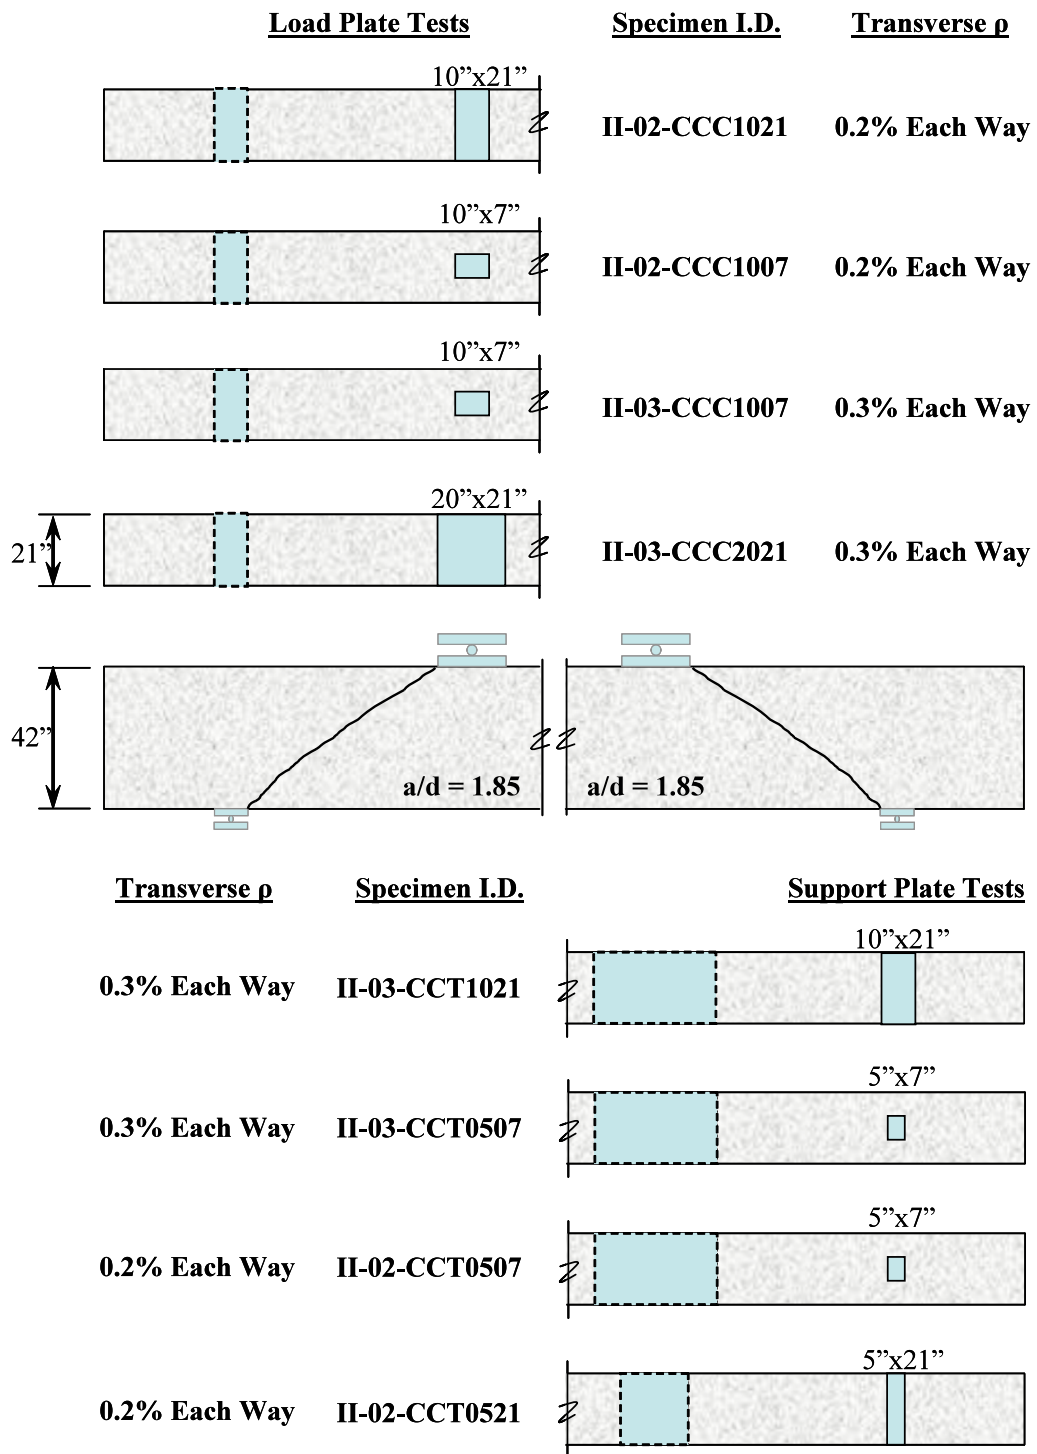 Load Plate Tests Specimen I.D. Transverse ρ
10”x21”
II-02-CCC1021 0.2% Each Way
10”x7”
II-02-CCC1007 0.2% Each Way
10”x7”
II-03-CCC1007 0.3% Each Way
20”x21”
21” II-03-CCC2021 0.3% Each Way
42”
a/d = 1.85 a/d = 1.85
Transverse ρ Specimen I.D. Support Plate Tests
10”x21”
0.3% Each Way II-03-CCT1021
5”x7”
0.3% Each Way II-03-CCT0507
5”x7”
0.2% Each Way II-02-CCT0507
5”x21”
0.2% Each Way II-02-CCT0521